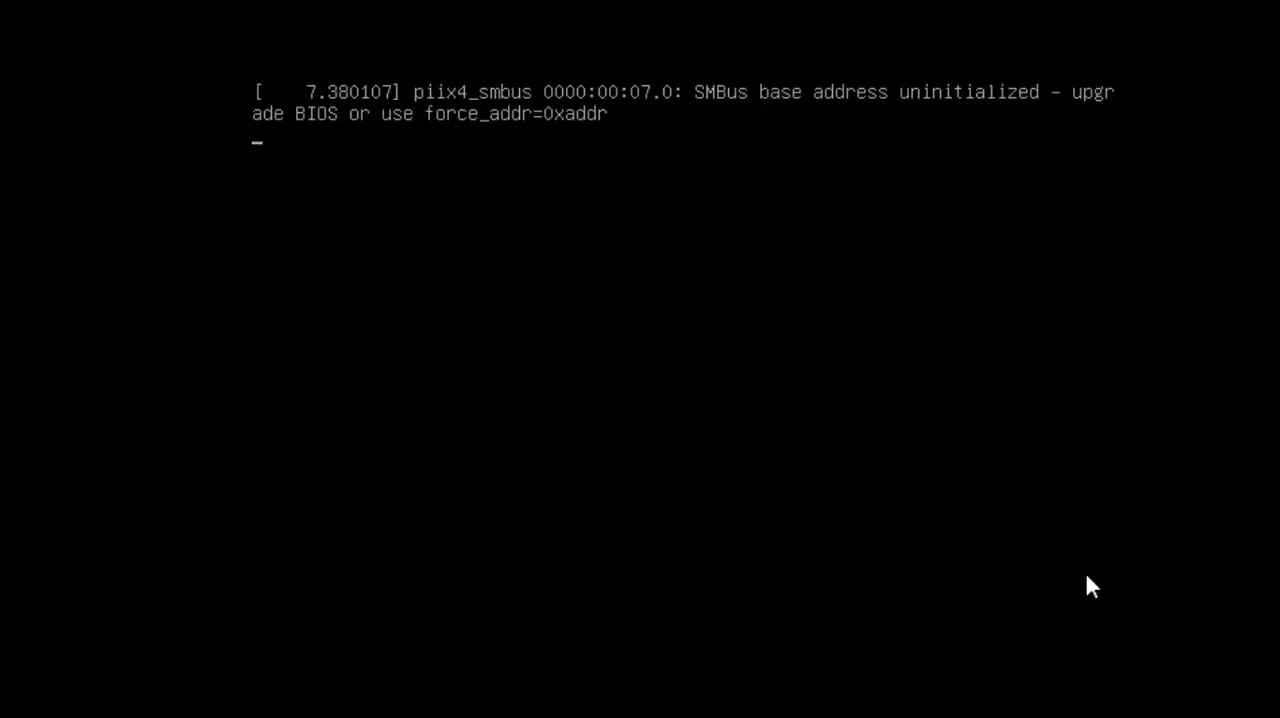 [    7.380107] piix4_smbus 0000:00:07.0: SMBus base address uninitialized - upgr
ade BIOS or use force_addr=0xaddr